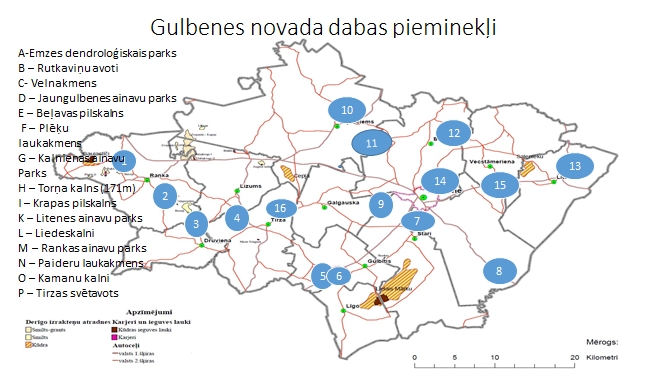 Gulbenes novada dabas pieminekļi
A-Emzes dendroloģiskais parks
B – Rutkaviņu avoti
C- Velnakmens
D – Jaungulbenes ainavu parks
E – Beļavas pilskalns
F – Plēķu
laukakmens
G – Kalnienas ainavu
Parks
H – Torņa kalns (171m)
I – Krapas pilskalns
K – Litenes ainavu parks
L – Liedeskalni
M – Rankas ainavu parks
N – Paideru laukakmens
O – Kamanu kalni
P – Tirzas svētavots
10
11
12
13
14
15
2
3
4
16
9
7
5
6
8
Ranka
Lizums
Druviena
Tirza
Galgauska
Gulbītis
Stari
Līgo
Vecstāmeriena
Apzīmējumi
Derīgo izrakteņu atradnes
Smilts-grants
Smilts
Kūdra
Karjeri un ieguves lauki
Kūdras ieguves lauki
Karjers
Autoceļi
valsts 1.šķiras
valsts 2.šķiras
Mērogs:
0 5 10 20
Kilometri